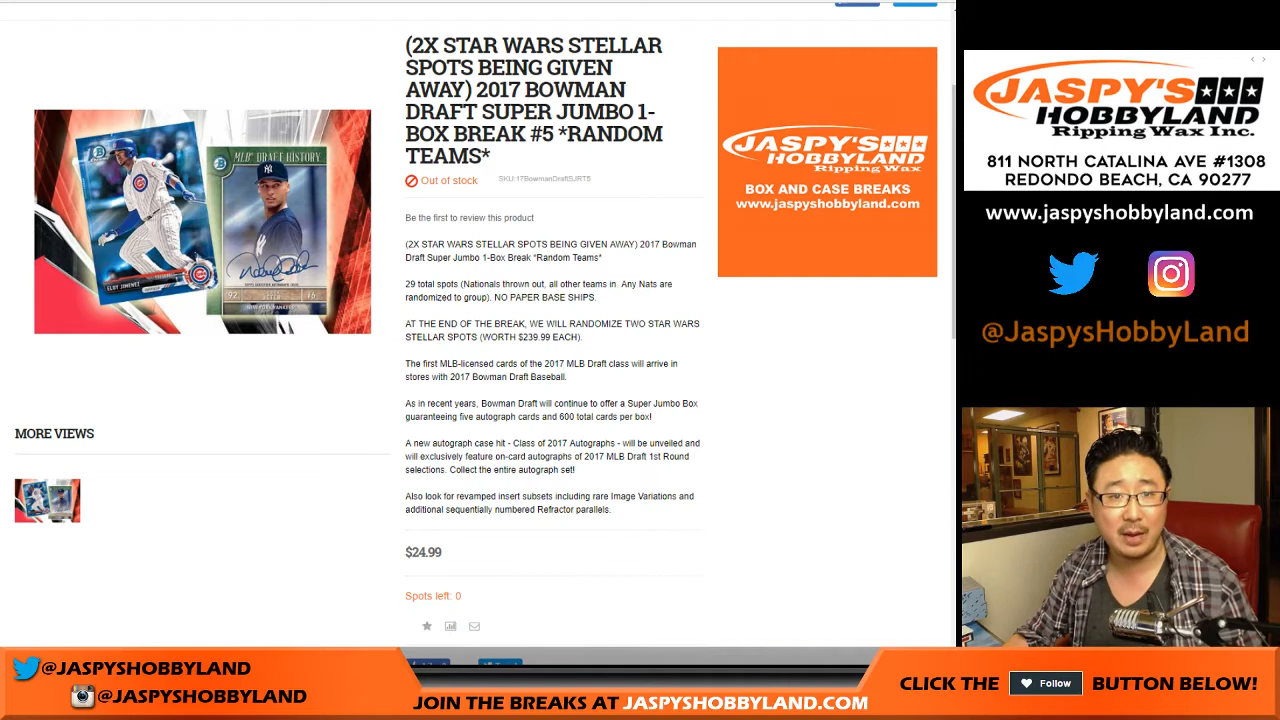 (2X STAR WARS STELLAR
SPOTS BEING GIVEN
AWAY) 2017 BOWMAN
DRAFT SUPER JUMBO 1-
BOX BREAK #5 *RANDOM
TEAMS*
Out of stock
SKU:17BowmanDraftSJRT5
Be the first to review this product
(2X STAR WARS STELLAR SPOTS BEING GIVEN AWAY) 2017 Bowman
Draft Super Jumbo 1-Box Break *Random Teams*
29 total spots (Nationals thrown out, all other teams in. Any Nats are
randomized to group). NO PAPER BASE SHIPS.
AT THE END OF THE BREAK, WE WILL RANDOMIZE TWO STAR WARS
STELLAR SPOTS (WORTH $239.99 EACH).
The first MLB-licensed cards of the 2017 MLB Draft class will arrive in
stores with 2017 Bowman Draft Baseball.
As in recent years, Bowman Draft will continue to offer a Super Jumbo Box
guaranteeing five autograph cards and 600 total cards per box!
A new autograph case hit - Class of 2017 Autographs - will be unveiled and
will exclusively feature on-card autographs of 2017 MLB Draft 1st Round
selections. Collect the entire autograph set!
Also look for revamped insert subsets including rare Image Variations and
additional sequentially numbered Refractor parallels.
$24.99
Spots left: 0
MLB DRAFT HISTORY
ELOY JIMENEZ
92
MORE VIEWS
JASPY'S
HOBBYLAND
Ripping Wax
BOX AND CASE BREAKS
www.jaspyshobbyland.com
JASPY'S
HOBBYLAND
Ripping Wax Inc.
811 NORTH CATALINA AVE #1308
REDONDO BEACH, CA 90277
www.jaspyshobbyland.com
@JaspysHobbyLand
@JASPYSHOBBYLAND
@JASPYSHOBBYLAND
JOIN THE BREAKS AT JASPYSHOBBYLAND.COM
CLICK THE Follow BUTTON BELOW!